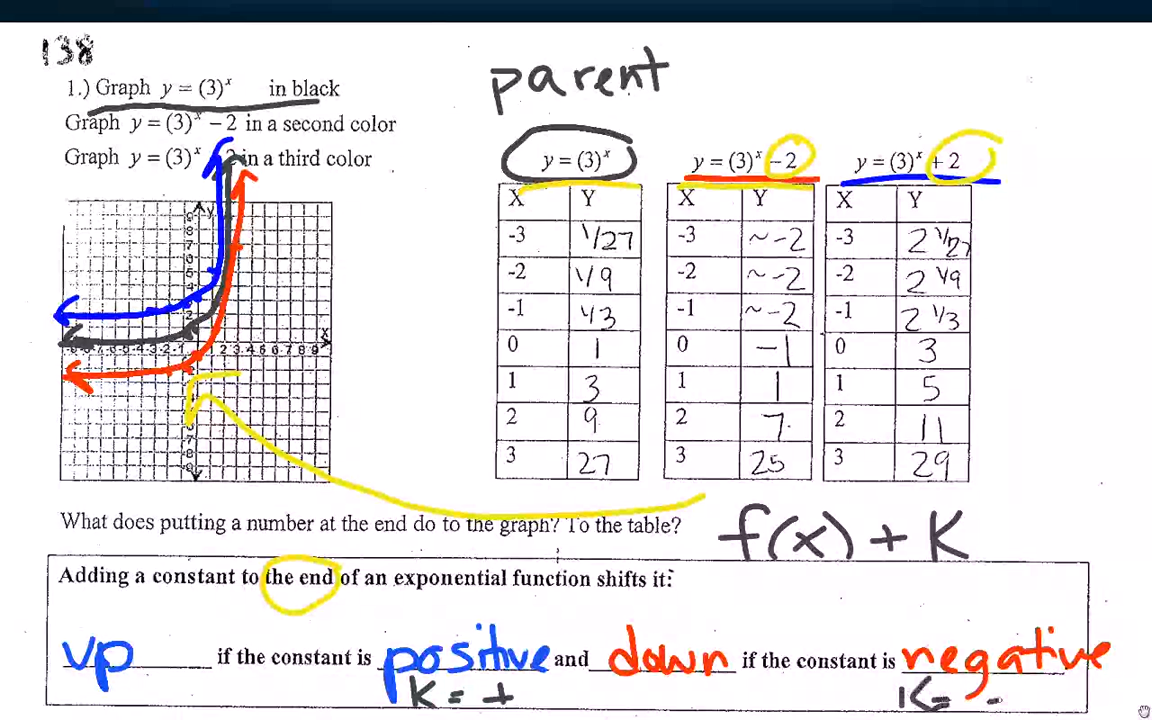 138
parent
1.) Graph y = (3)ˣ in black
Graph y = (3)ˣ – 2 in a second color
Graph y = (3)ˣ 2 in a third color
y = (3)ˣ
X Y
-3 1/27
-2 1/9
-1 1/3
0 1
1 3
2 9
3 27
y = (3)ˣ – 2
X Y
-3 ~ -2
-2 ~ -2
-1 ~ -2
0 -1
1 1
2 7
3 25
y = (3)ˣ + 2
X Y
-3 2 1/27
-2 2 1/9
-1 2 1/3
0 3
1 5
2 11
3 29
y
x
What does putting a number at the end do to the graph? To the table?
f(x) + K
Adding a constant to the end of an exponential function shifts it:
up if the constant is positive and down if the constant is negative
K = + K = -